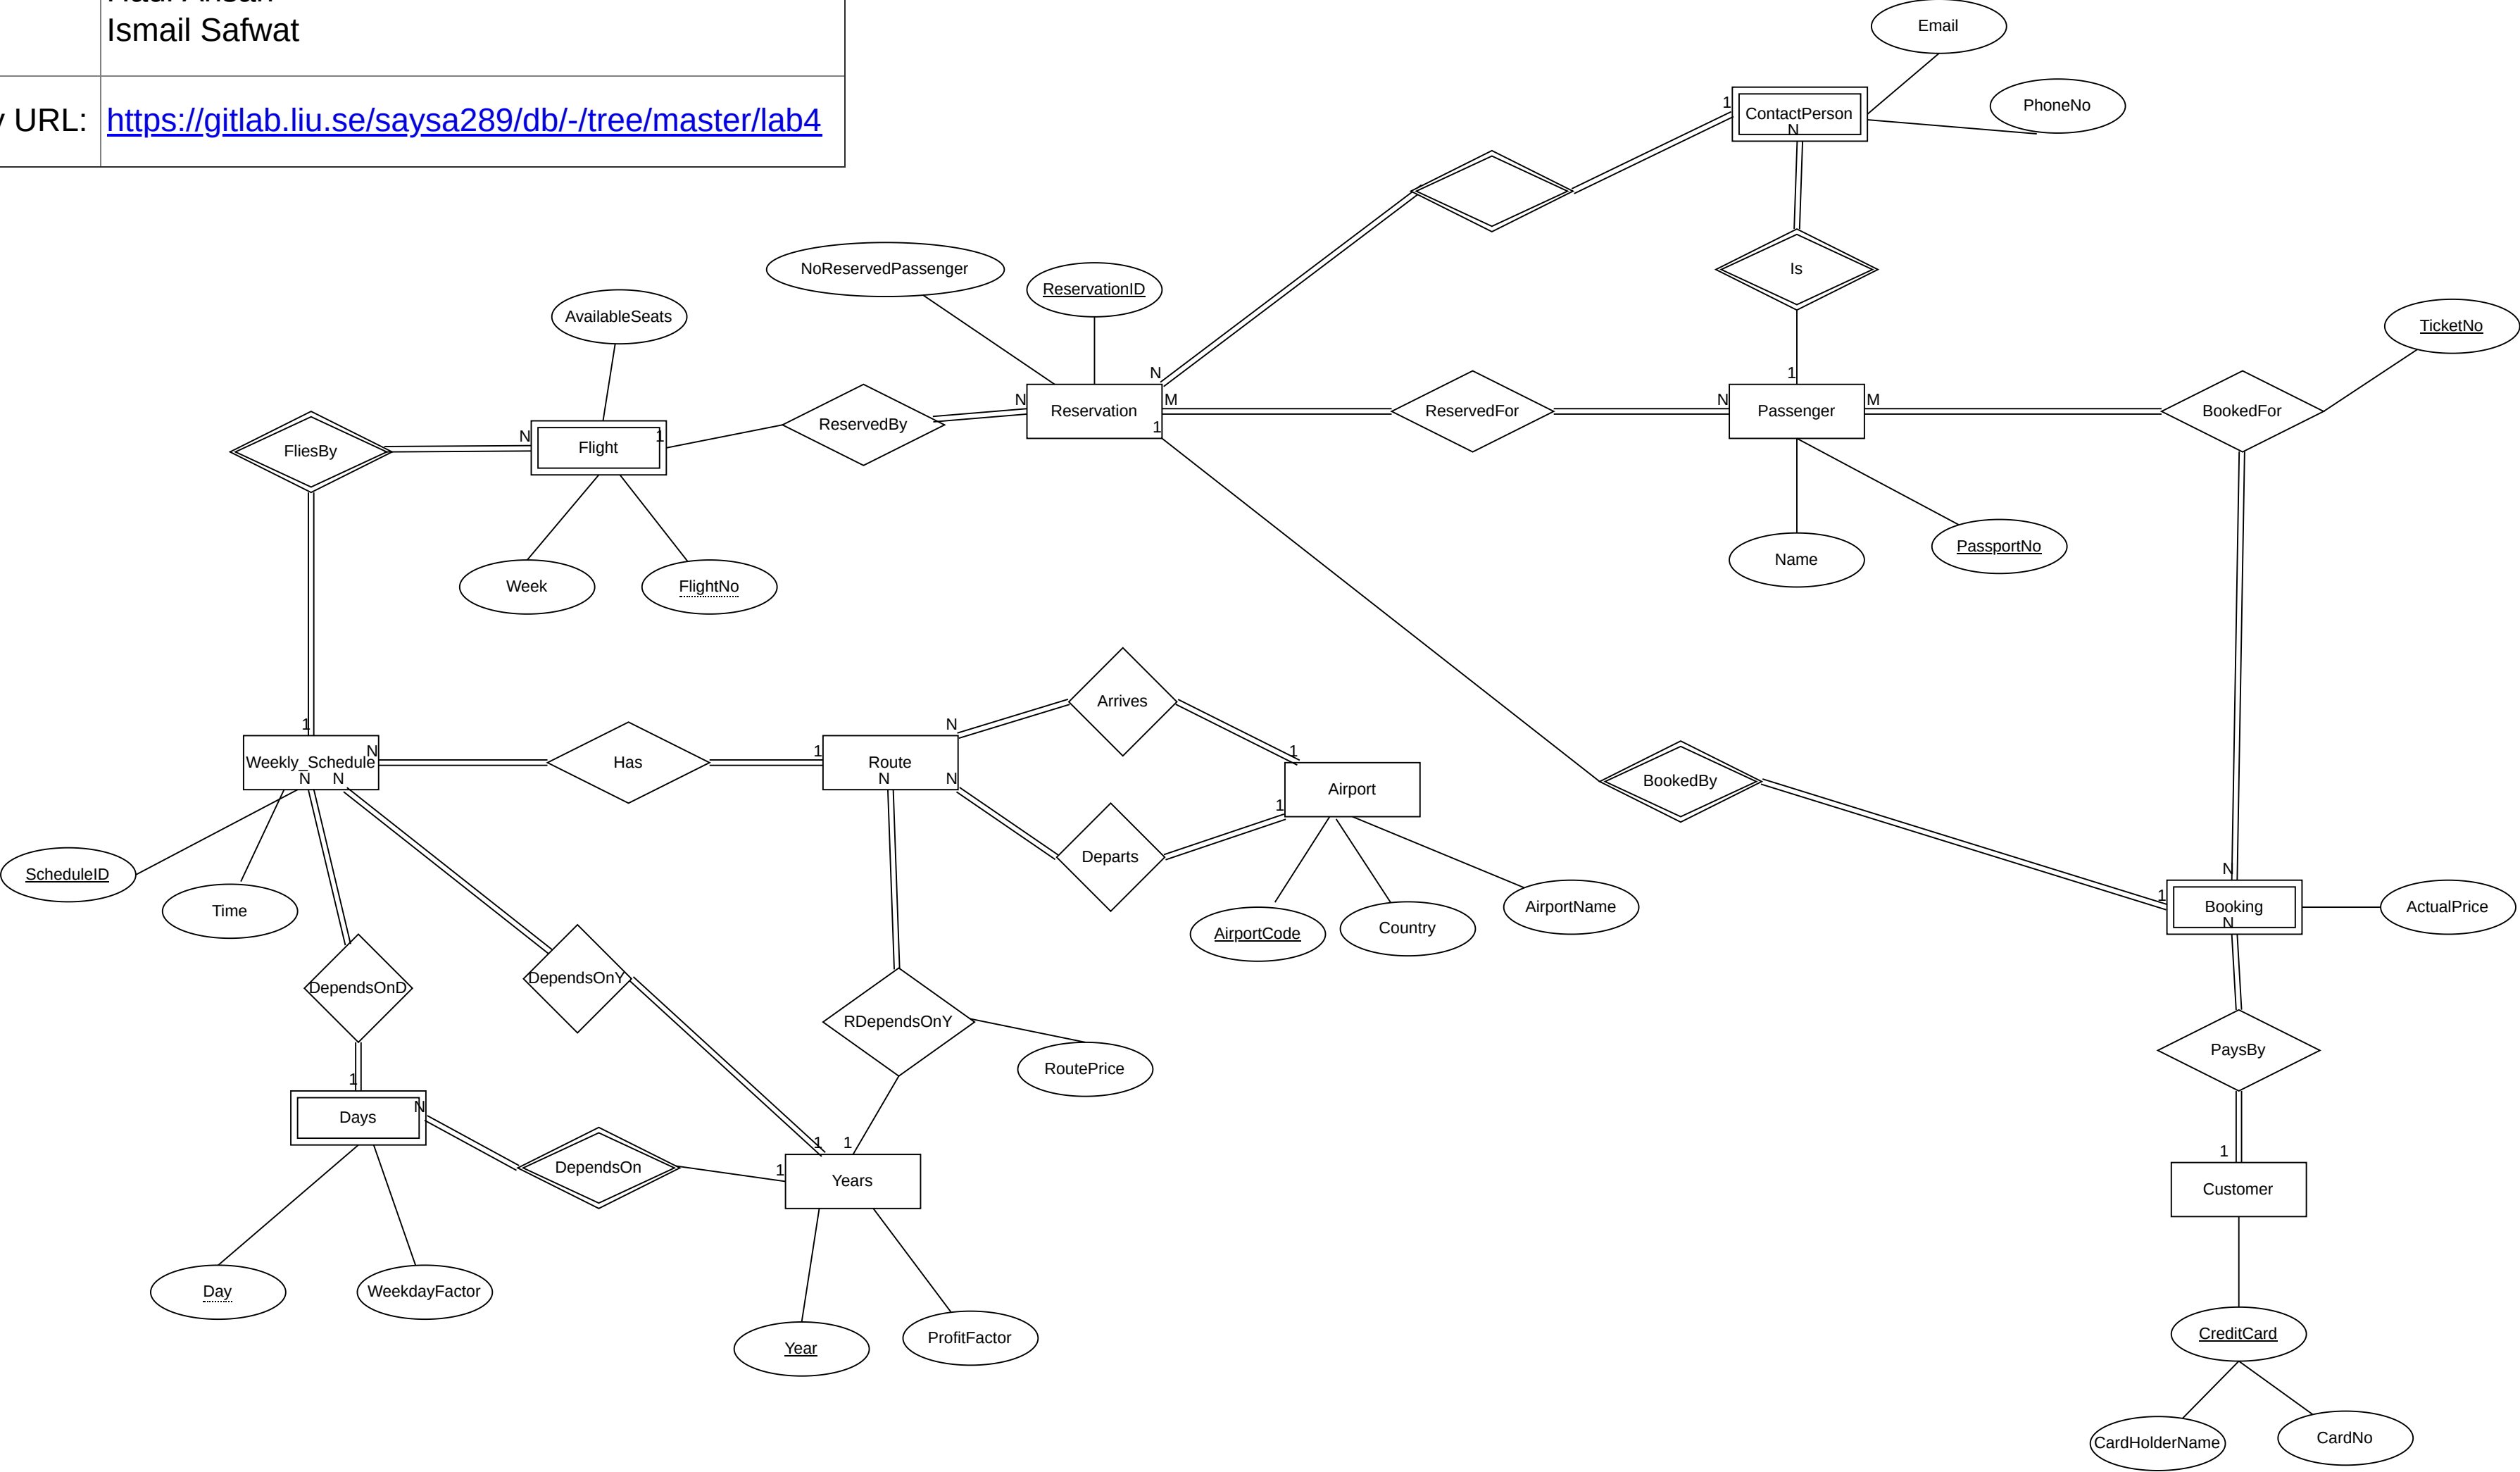 Ismail Safwat
URL:
https://gitlab.liu.se/saysa289/db/-/tree/master/lab4
Email
PhoneNo
1
ContactPerson
N
Is
NoReservedPassenger
ReservationID
AvailableSeats
TicketNo
N
1
N
Reservation
M
1
ReservedFor
N
Passenger
M
BookedFor
ReservedBy
FliesBy
N
Flight
1
Week
FlightNo
Name
PassportNo
Arrives
1
Weekly_Schedule
N
N
N
Has
1
Route
N
N
N
1
Airport
1
BookedBy
Departs
ScheduleID
Time
AirportCode
Country
AirportName
N
1
Booking
N
ActualPrice
DependsOnD
DependsOnY
RDependsOnY
RoutePrice
PaysBy
1
Days
N
DependsOn
1
1
1
Years
1
Customer
Day
WeekdayFactor
Year
ProfitFactor
CreditCard
CardHolderName
CardNo